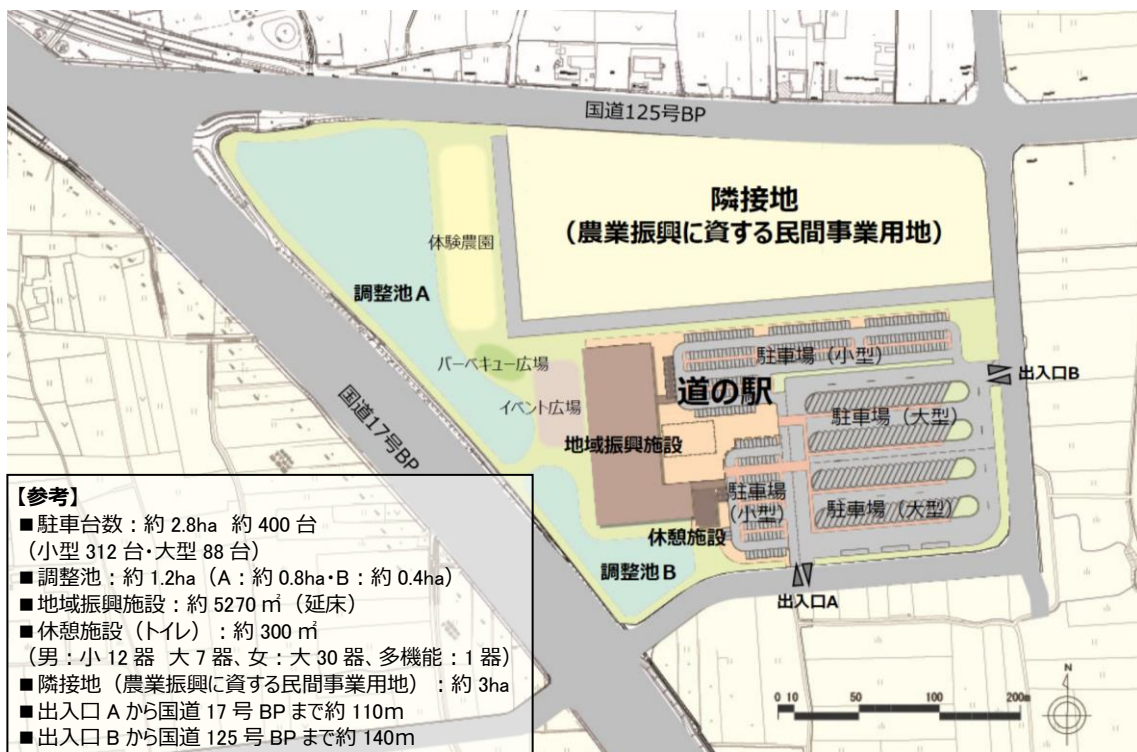 国道125号BP
隣接地
（農業振興に資する民間事業用地）
体験農園
調整池A
バーベキュー広場
駐車場（小型）
出入口B
道の駅
イベント広場
国道17号BP
駐車場（大型）
地域振興施設
駐車場
（小型）
駐車場（大型）
休憩施設
調整池B
出入口A
【参考】
■駐車台数：約 2.8ha 約 400 台
（小型 312 台・大型 88 台）
■調整池：約 1.2ha（A：約 0.8ha・B：約 0.4ha）
■地域振興施設：約 5270 ㎡（延床）
■休憩施設（トイレ）：約 300 ㎡
（男：小 12 器 大 7 器、女：大 30 器、多機能：1 器）
■隣接地（農業振興に資する民間事業用地）：約 3ha
■出入口 A から国道 17 号 BP まで約 110m
■出入口 B から国道 125 号 BP まで約 140m
0 10 50 100 200m
N